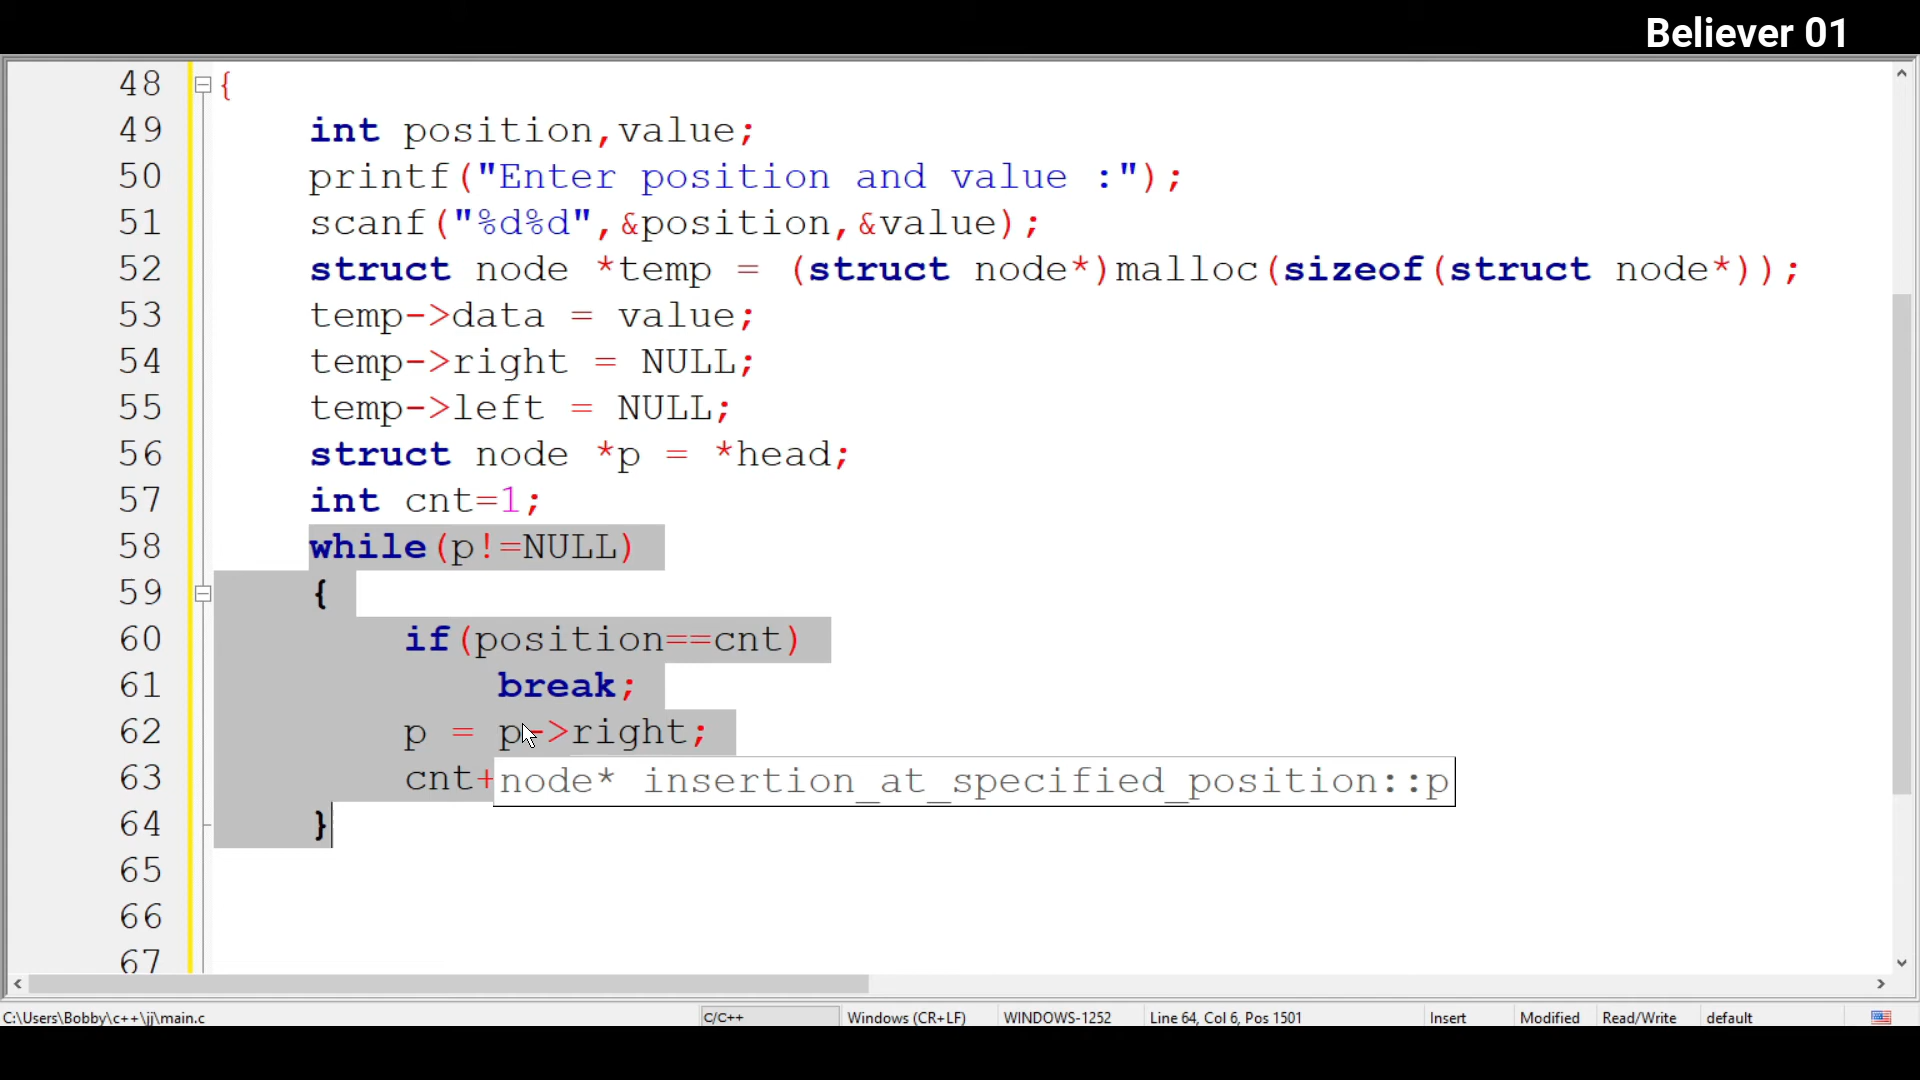 Believer 01
48 {
49 int position,value;
50 printf("Enter position and value :");
51 scanf("%d%d",&position,&value);
52 struct node *temp = (struct node*)malloc(sizeof(struct node*));
53 temp->data = value;
54 temp->right = NULL;
55 temp->left = NULL;
56 struct node *p = *head;
57 int cnt=1;
58 while(p!=NULL)
59 {
60 if(position==cnt)
61 break;
62 p = p->right;
63 cnt+
node* insertion_at_specified_position::p
64 }
65
66
67
C:\Users\Bobby\c++\jj\main.c C/C++ Windows (CR+LF) WINDOWS-1252 Line 64, Col 6, Pos 1501 Insert Modified Read/Write default